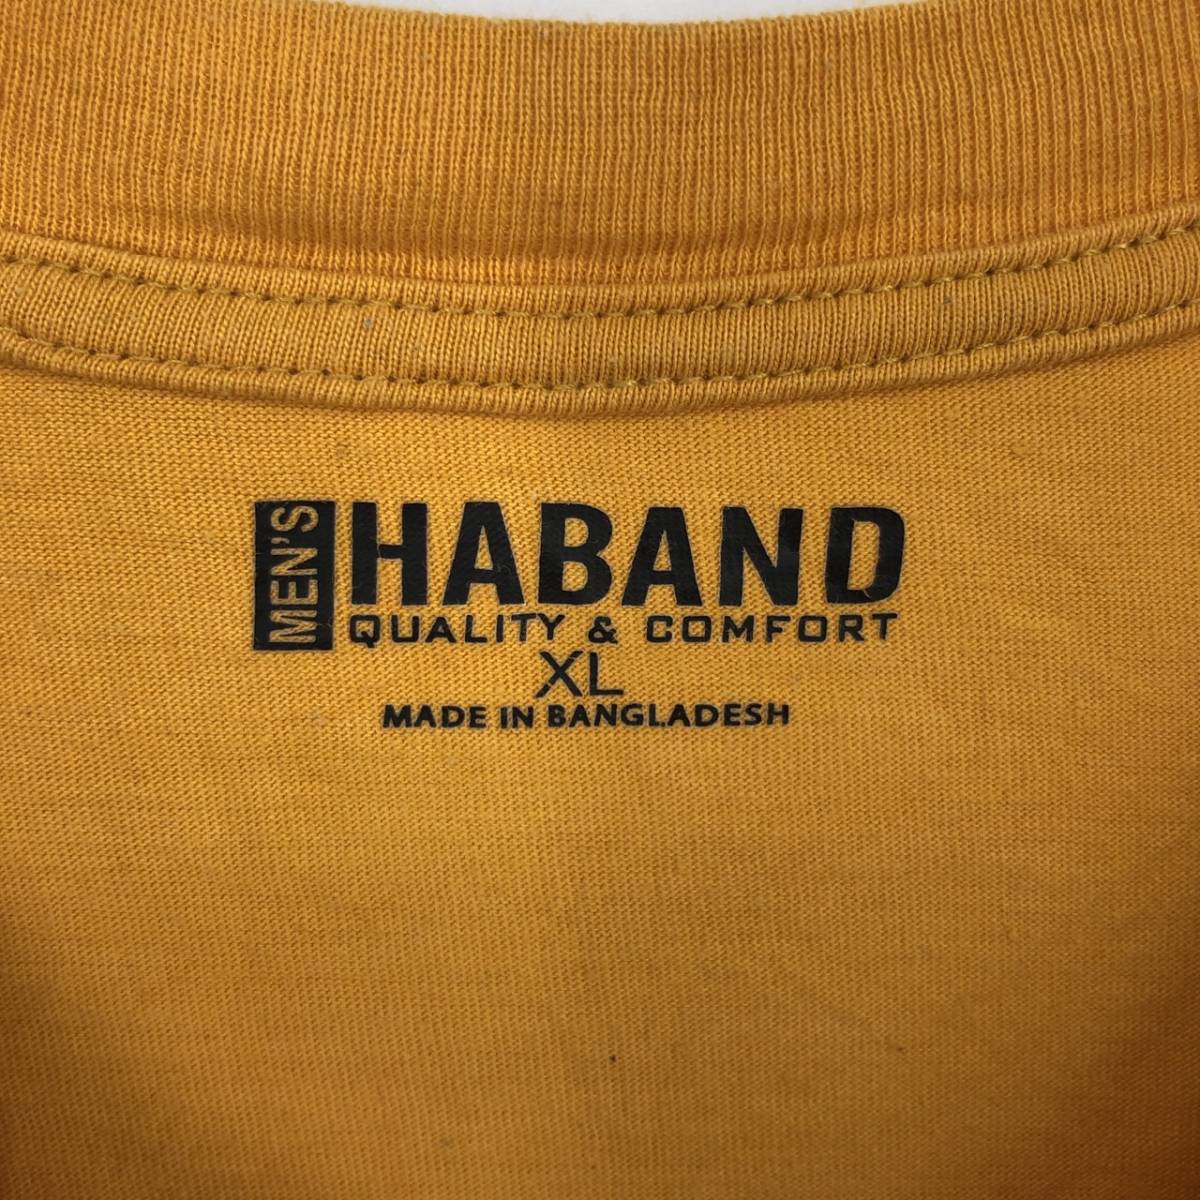 MEN'S
HABAND
QUALITY & COMFORT
XL
MADE IN BANGLADESH